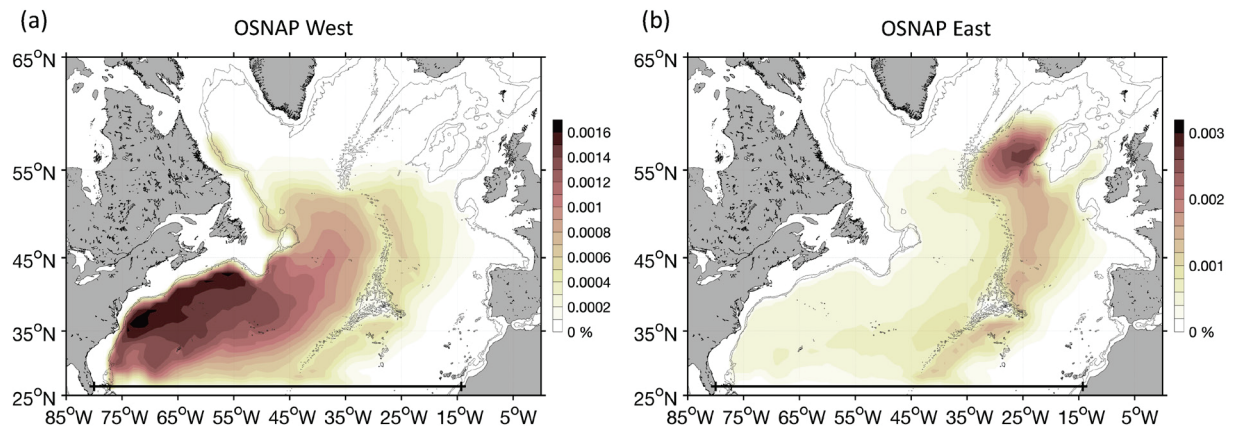 (a)
OSNAP West
65°N
55°N
45°N
35°N
25°N
85°W 75°W 65°W 55°W 45°W 35°W 25°W 15°W 5°W
0.0016
0.0014
0.0012
0.001
0.0008
0.0006
0.0004
0.0002
0 %
(b)
OSNAP East
65°N
55°N
45°N
35°N
25°N
85°W 75°W 65°W 55°W 45°W 35°W 25°W 15°W 5°W
0.003
0.002
0.001
0 %